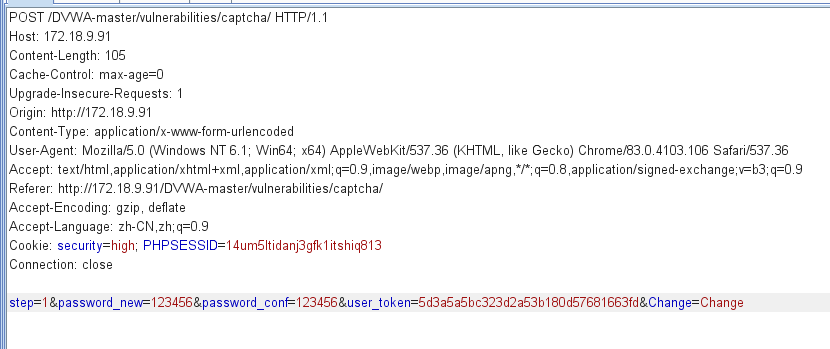 POST /DVWA-master/vulnerabilities/captcha/ HTTP/1.1
Host: 172.18.9.91
Content-Length: 105
Cache-Control: max-age=0
Upgrade-Insecure-Requests: 1
Origin: http://172.18.9.91
Content-Type: application/x-www-form-urlencoded
User-Agent: Mozilla/5.0 (Windows NT 6.1; Win64; x64) AppleWebKit/537.36 (KHTML, like Gecko) Chrome/83.0.4103.106 Safari/537.36
Accept: text/html,application/xhtml+xml,application/xml;q=0.9,image/webp,image/apng,*/*;q=0.8,application/signed-exchange;v=b3;q=0.9
Referer: http://172.18.9.91/DVWA-master/vulnerabilities/captcha/
Accept-Encoding: gzip, deflate
Accept-Language: zh-CN,zh;q=0.9
Cookie: security=high; PHPSESSID=14um5ltidanj3gfk1itshiq813
Connection: close
step=1&password_new=123456&password_conf=123456&user_token=5d3a5a5bc323d2a53b180d57681663fd&Change=Change